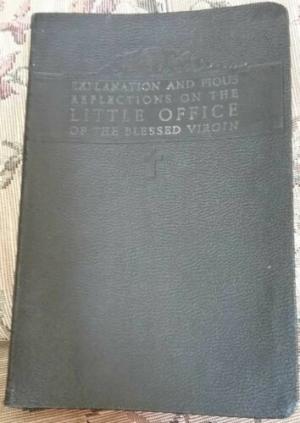 EXPLANATION AND PIOUS
REFLECTIONS ON THE
LITTLE OFFICE
OF THE BLESSED VIRGIN